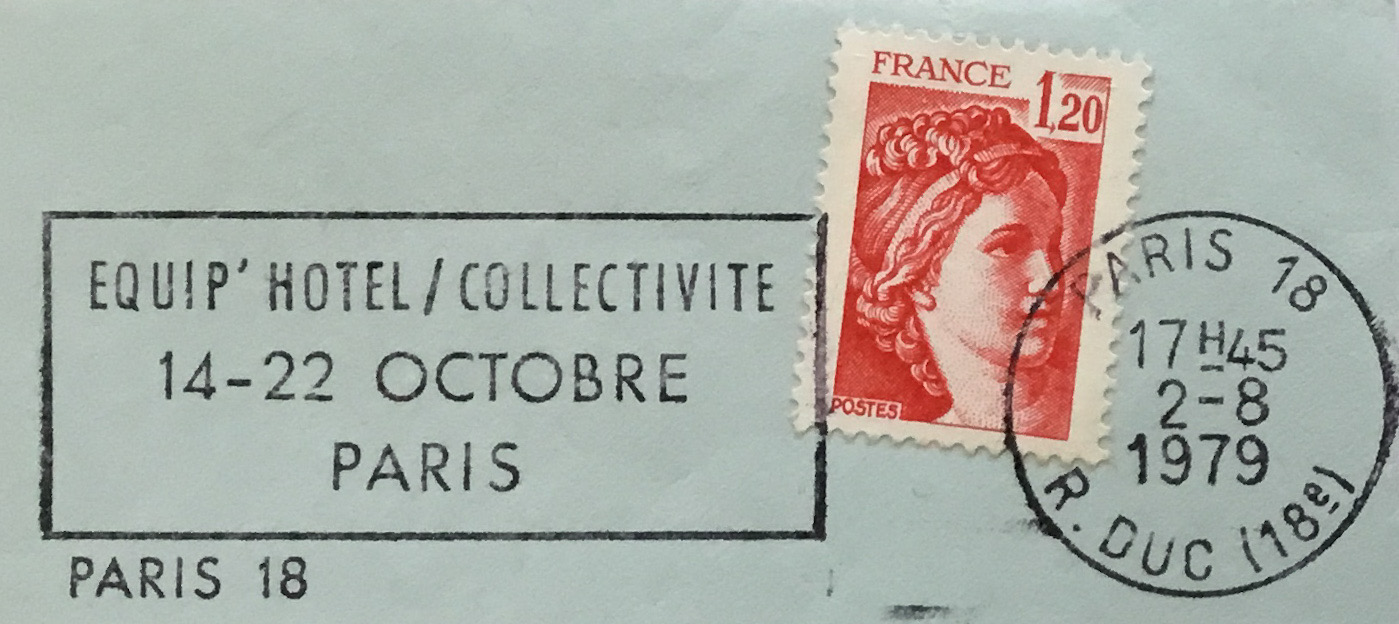 EQUIP' HOTEL/COLLECTIVITE
14-22 OCTOBRE
PARIS
PARIS 18
FRANCE
1,20
POSTES
PARIS 18
17H45
2-8
1979
R. DUC (18e)